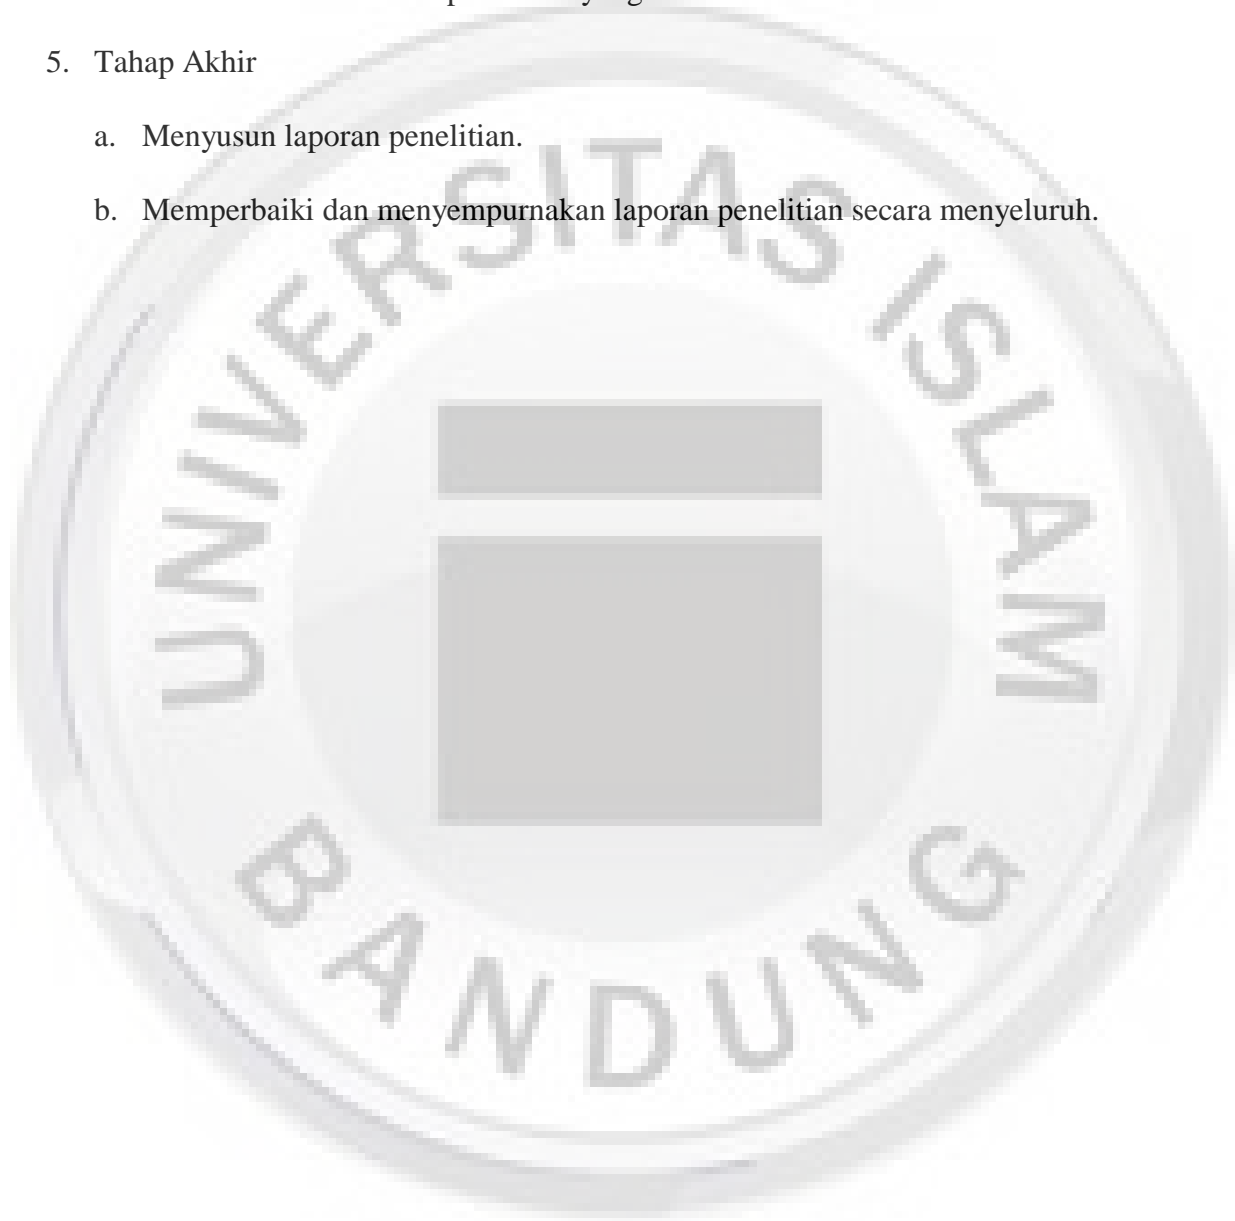 5. Tahap Akhir
a. Menyusun laporan penelitian.
b. Memperbaiki dan menyempurnakan laporan penelitian secara menyeluruh.
UNIVERSITAS ISLAM
BANDUNG